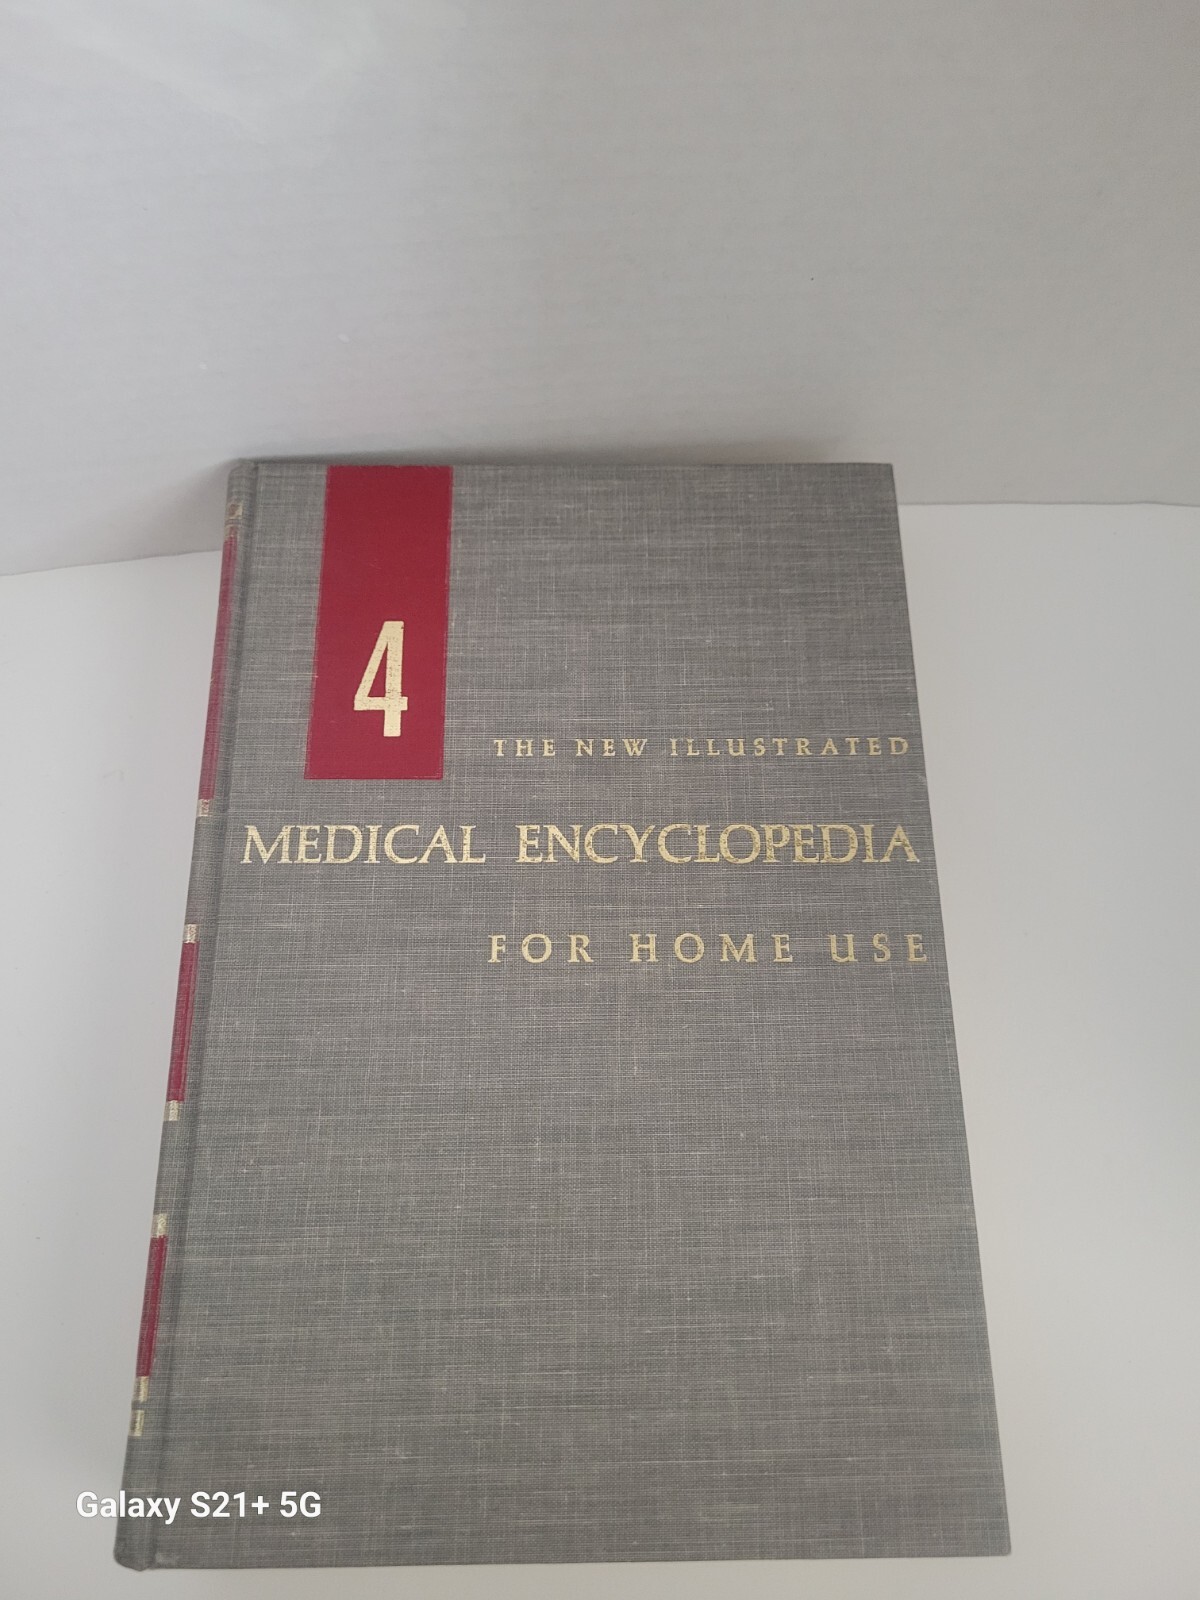 4
THE NEW ILLUSTRATED
MEDICAL ENCYCLOPEDIA
FOR HOME USE
Galaxy S21+ 5G